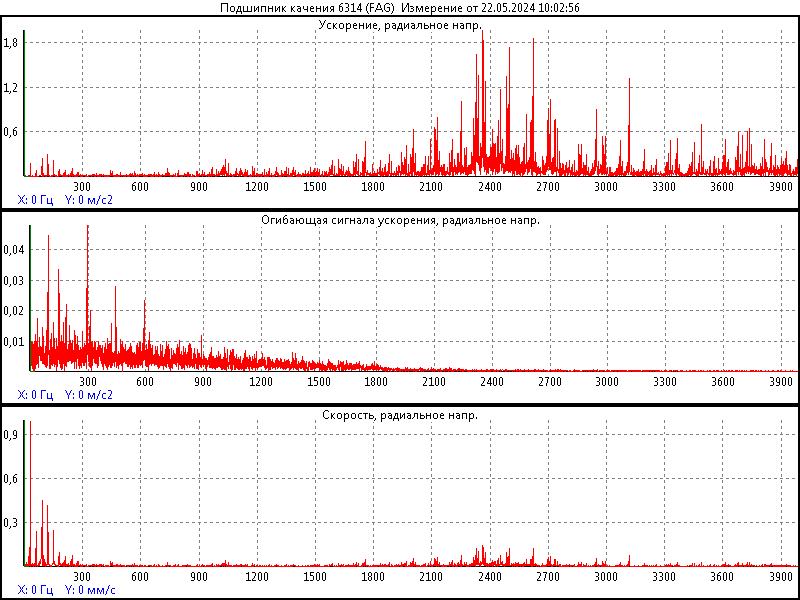 Подшипник качения 6314 (FAG) Измерение от 22.05.2024 10:02:56
Ускорение, радиальное напр.
1,8
1,2
0,6
300 600 900 1200 1500 1800 2100 2400 2700 3000 3300 3600 3900
X: 0 Гц Y: 0 м/с2
Огибающая сигнала ускорения, радиальное напр.
0,04
0,03
0,02
0,01
300 600 900 1200 1500 1800 2100 2400 2700 3000 3300 3600 3900
X: 0 Гц Y: 0 м/с2
Скорость, радиальное напр.
0,9
0,6
0,3
300 600 900 1200 1500 1800 2100 2400 2700 3000 3300 3600 3900
X: 0 Гц Y: 0 мм/с